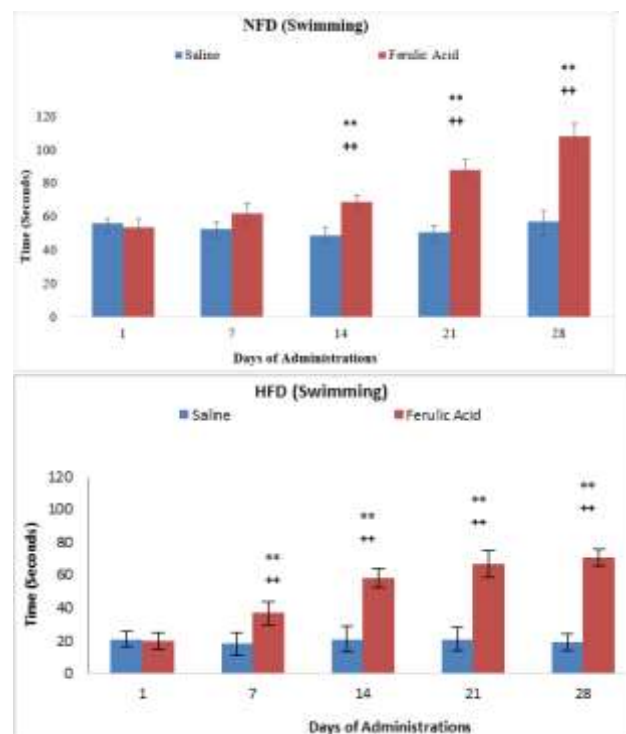 NFD (Swimming)
Saline Ferulic Acid
Time (Seconds)
120
100
80
60
40
20
0
**
++
**
++
**
++
1 7 14 21 28
Days of Administrations
HFD (Swimming)
Saline Ferulic Acid
Time (Seconds)
120
100
80
60
40
20
0
**
++
**
++
**
++
**
++
1 7 14 21 28
Days of Administrations